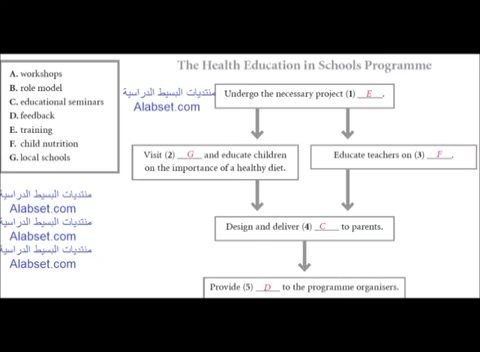 The Health Education in Schools Programme
A. workshops
B. role model
C. educational seminars
D. feedback
E. training
F. child nutrition
G. local schools
منتديات البسيط الدراسية
Alabset.com
Undergo the necessary project (1) E .
Visit (2) G and educate children
on the importance of a healthy diet.
Educate teachers on (3) F .
منتديات البسيط الدراسية
Alabset.com
منتديات البسيط الدراسية
Alabset.com
منتديات البسيط الدراسية
Alabset.com
Design and deliver (4) C to parents.
Provide (5) D to the programme organisers.